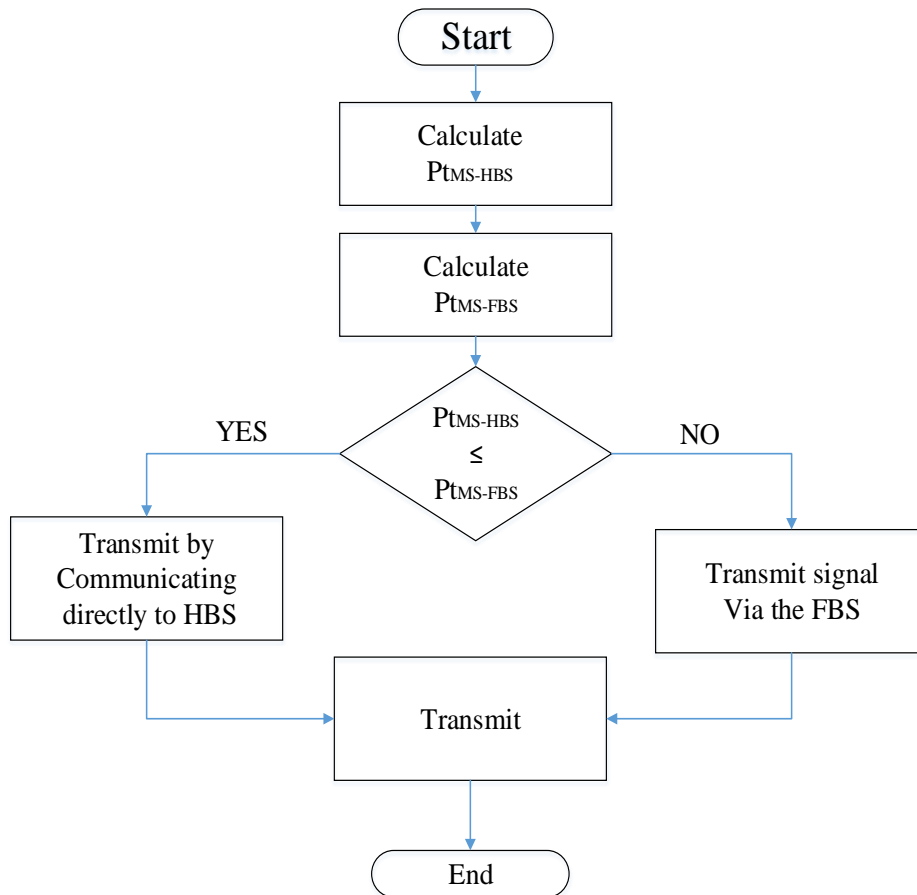 Start
Calculate
PtMS-HBS
Calculate
PtMS-FBS
PtMS-HBS
≤
PtMS-FBS
YES
NO
Transmit by
Communicating
directly to HBS
Transmit signal
Via the FBS
Transmit
End